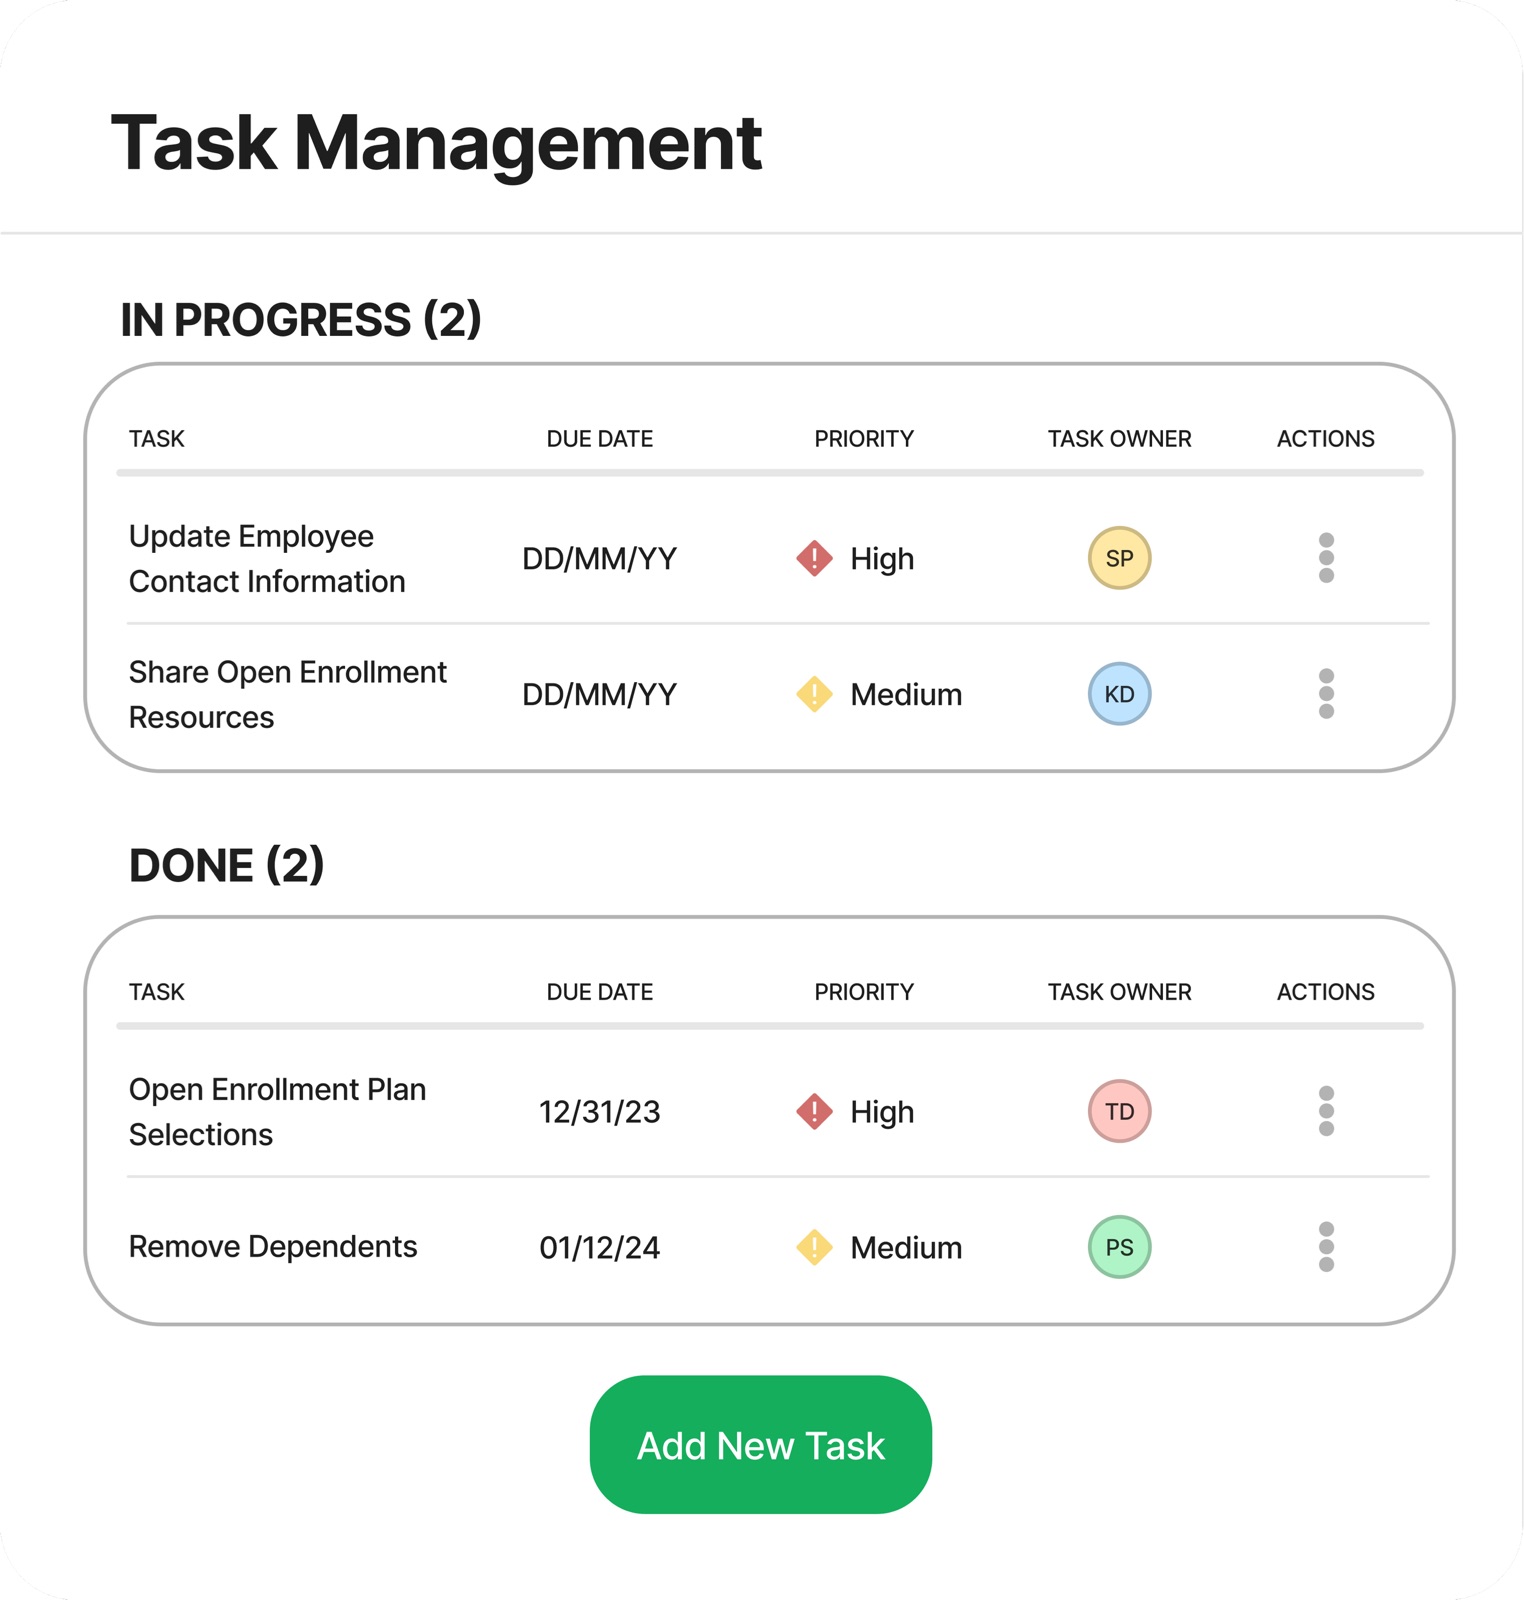 Task Management
IN PROGRESS (2)
TASK DUE DATE PRIORITY TASK OWNER ACTIONS
Update Employee
Contact Information
DD/MM/YY ! High SP
Share Open Enrollment
Resources
DD/MM/YY ! Medium KD
DONE (2)
TASK DUE DATE PRIORITY TASK OWNER ACTIONS
Open Enrollment Plan
Selections
12/31/23 ! High TD
Remove Dependents 01/12/24 ! Medium PS
Add New Task